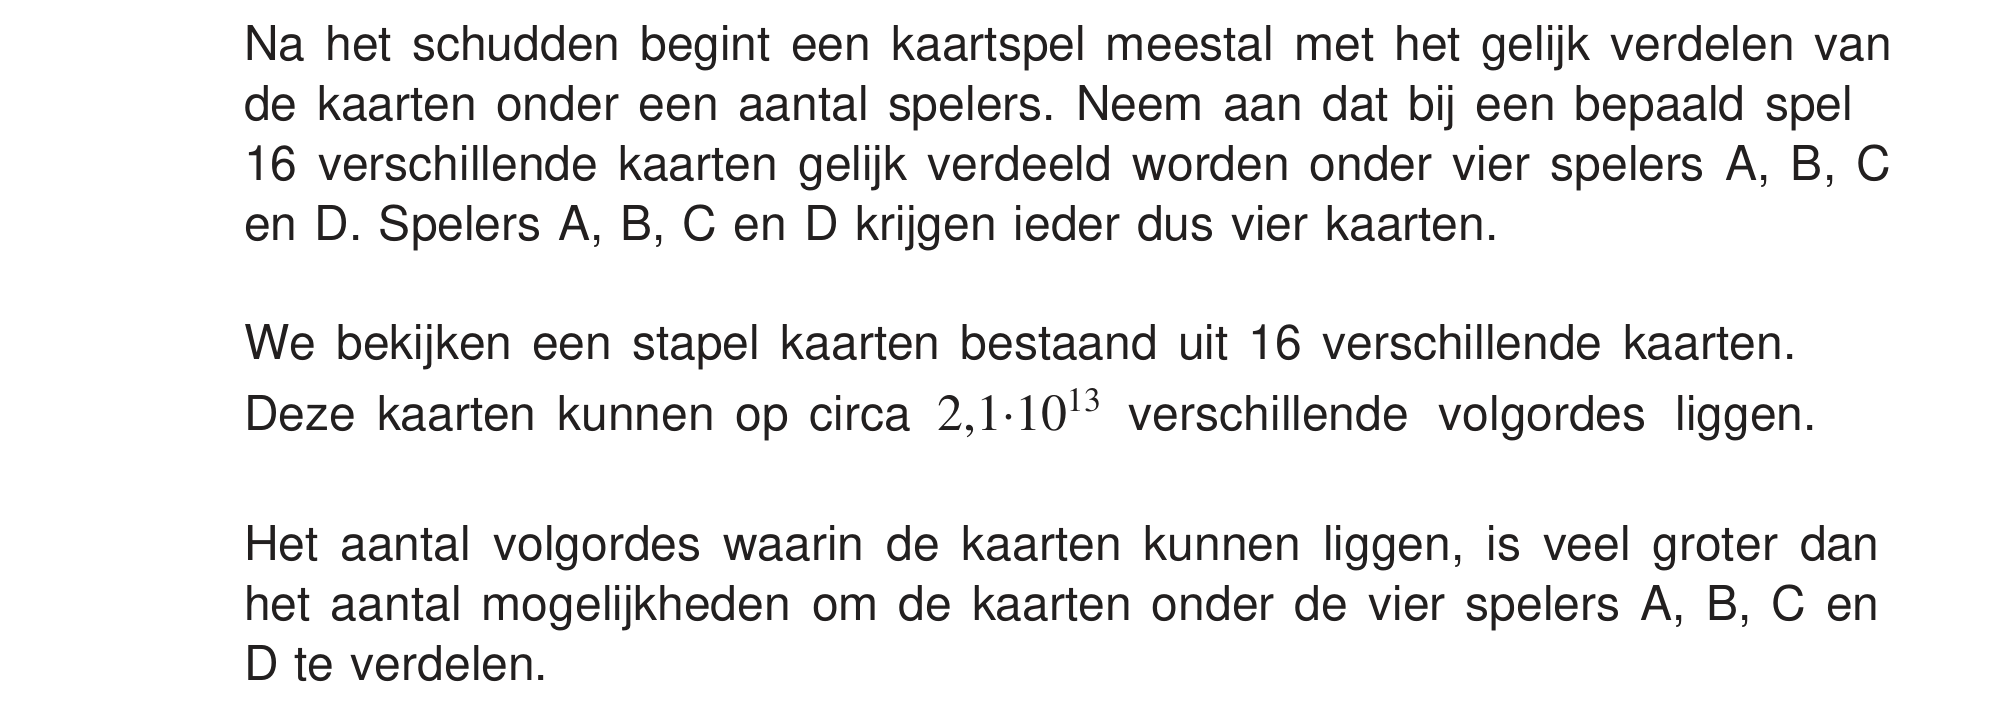 Na het schudden begint een kaartspel meestal met het gelijk verdelen van
de kaarten onder een aantal spelers. Neem aan dat bij een bepaald spel
16 verschillende kaarten gelijk verdeeld worden onder vier spelers A, B, C
en D. Spelers A, B, C en D krijgen ieder dus vier kaarten.
We bekijken een stapel kaarten bestaand uit 16 verschillende kaarten.
Deze kaarten kunnen op circa 2,1·10¹³ verschillende volgordes liggen.
Het aantal volgordes waarin de kaarten kunnen liggen, is veel groter dan
het aantal mogelijkheden om de kaarten onder de vier spelers A, B, C en
D te verdelen.